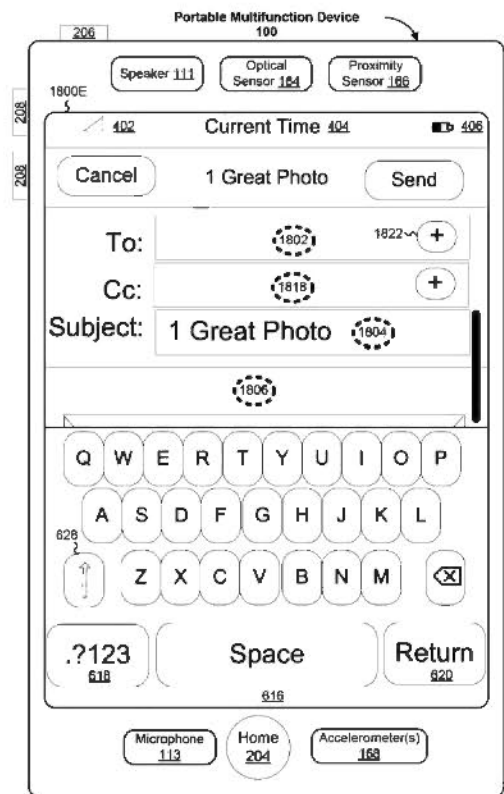 Portable Multifunction Device
206
100
Speaker 111
Optical
Sensor 164
Proximity
Sensor 166
1800E
208
208
402
Current Time 404
406
Cancel
1 Great Photo
Send
To:
1802
1822
+
Cc:
1818
+
Subject:
1 Great Photo
1804
1806
Q W E R T Y U I O P
A S D F G H J K L
628
Z X C V B N M
.?123
618
Space
616
Return
620
Microphone
113
Home
204
Accelerometer(s)
168